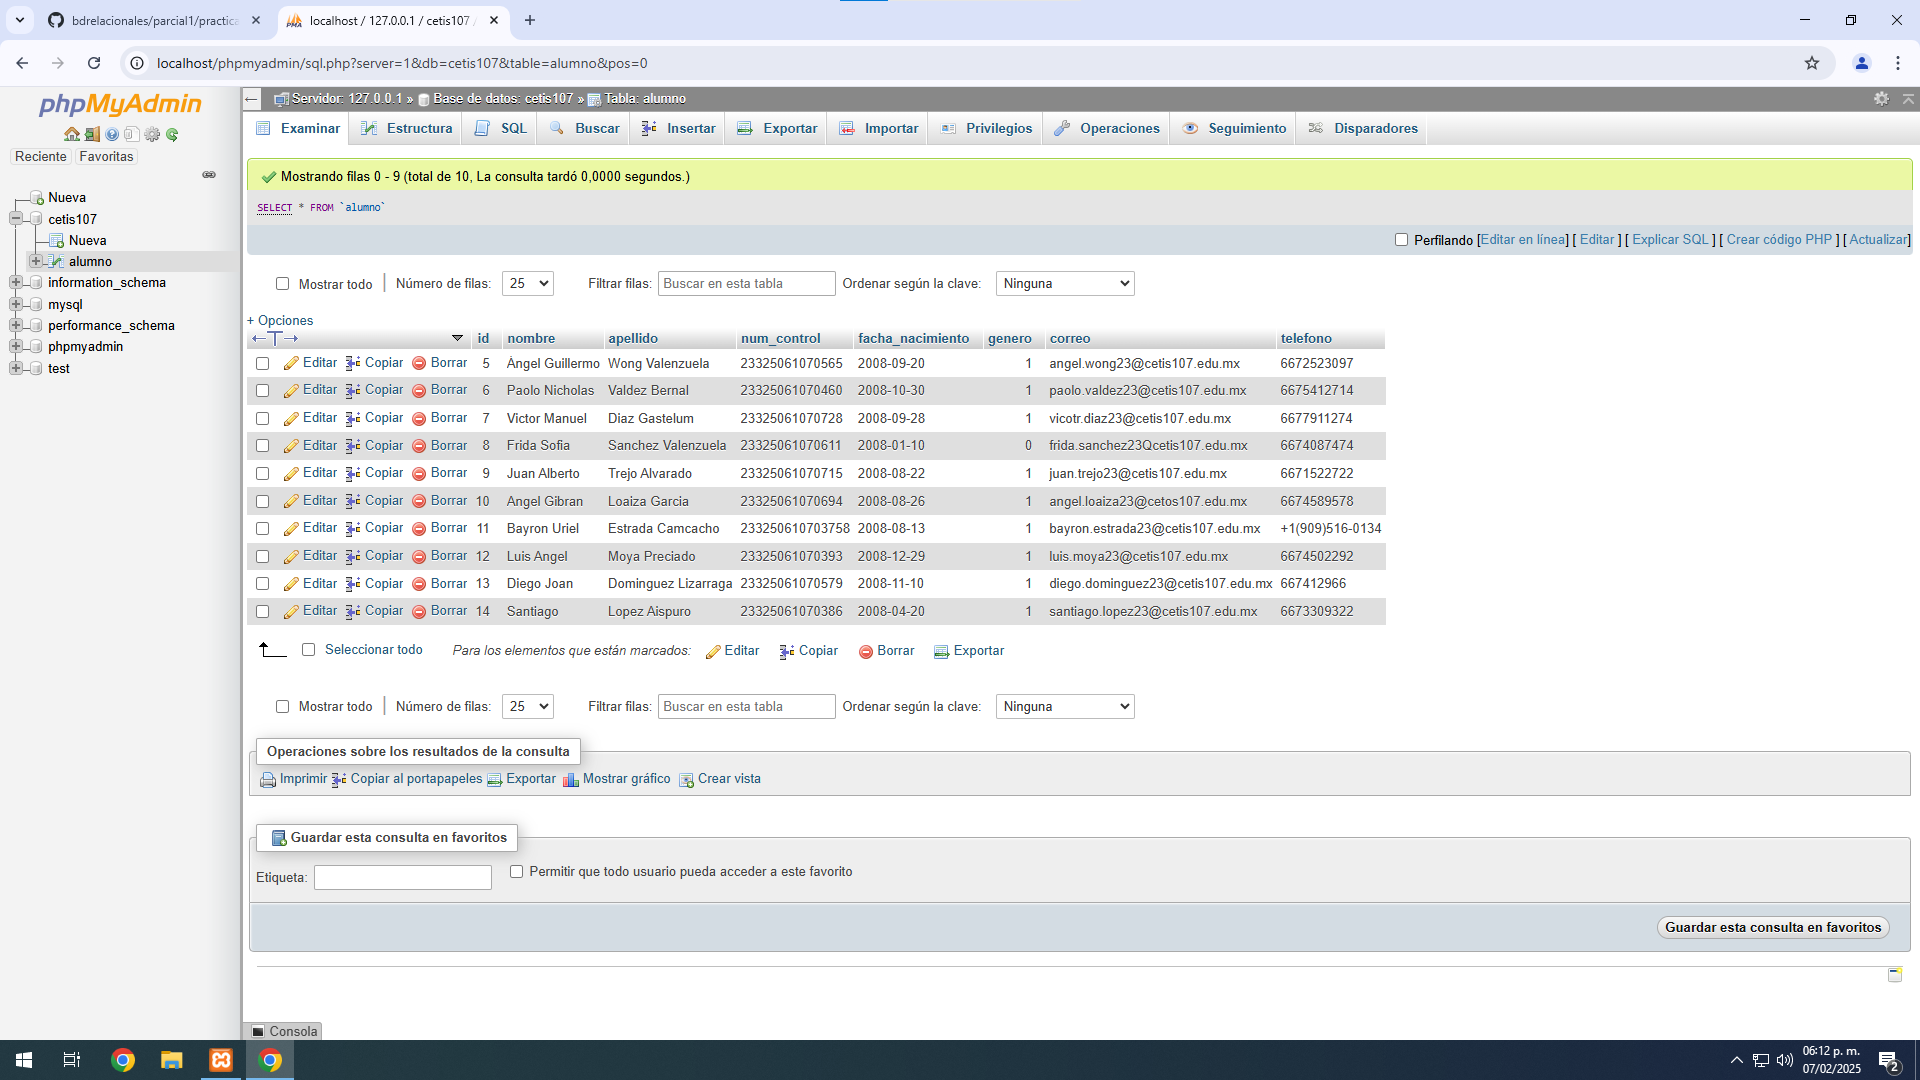 bdrelacionales/parcial1/practica
localhost / 127.0.0.1 / cetis107 /
localhost/phpmyadmin/sql.php?server=1&db=cetis107&table=alumno&pos=0
phpMyAdmin
Reciente Favoritas
Nueva
cetis107
Nueva
alumno
information_schema
mysql
performance_schema
phpmyadmin
test
Servidor: 127.0.0.1 » Base de datos: cetis107 » Tabla: alumno
Examinar Estructura SQL Buscar Insertar Exportar Importar Privilegios Operaciones Seguimiento Disparadores
Mostrando filas 0 - 9 (total de 10, La consulta tardó 0,0000 segundos.)
SELECT * FROM `alumno`
Perfilando [Editar en línea] [ Editar ] [ Explicar SQL ] [ Crear código PHP ] [ Actualizar]
Mostrar todo | Número de filas: 25 Filtrar filas: Buscar en esta tabla Ordenar según la clave: Ninguna
+ Opciones
←T→ id nombre apellido num_control facha_nacimiento genero correo telefono
Editar Copiar Borrar 5 Ángel Guillermo Wong Valenzuela 23325061070565 2008-09-20 1 angel.wong23@cetis107.edu.mx 6672523097
Editar Copiar Borrar 6 Paolo Nicholas Valdez Bernal 23325061070460 2008-10-30 1 paolo.valdez23@cetis107.edu.mx 6675412714
Editar Copiar Borrar 7 Victor Manuel Diaz Gastelum 23325061070728 2008-09-28 1 vicotr.diaz23@cetis107.edu.mx 6677911274
Editar Copiar Borrar 8 Frida Sofia Sanchez Valenzuela 23325061070611 2008-01-10 0 frida.sanchez23Qcetis107.edu.mx 6674087474
Editar Copiar Borrar 9 Juan Alberto Trejo Alvarado 23325061070715 2008-08-22 1 juan.trejo23@cetis107.edu.mx 6671522722
Editar Copiar Borrar 10 Angel Gibran Loaiza Garcia 23325061070694 2008-08-26 1 angel.loaiza23@cetos107.edu.mx 6674589578
Editar Copiar Borrar 11 Bayron Uriel Estrada Camcacho 233250610703758 2008-08-13 1 bayron.estrada23@cetis107.edu.mx +1(909)516-0134
Editar Copiar Borrar 12 Luis Angel Moya Preciado 23325061070393 2008-12-29 1 luis.moya23@cetis107.edu.mx 6674502292
Editar Copiar Borrar 13 Diego Joan Dominguez Lizarraga 23325061070579 2008-11-10 1 diego.dominguez23@cetis107.edu.mx 667412966
Editar Copiar Borrar 14 Santiago Lopez Aispuro 23325061070386 2008-04-20 1 santiago.lopez23@cetis107.edu.mx 6673309322
Seleccionar todo Para los elementos que están marcados: Editar Copiar Borrar Exportar
Mostrar todo | Número de filas: 25 Filtrar filas: Buscar en esta tabla Ordenar según la clave: Ninguna
Operaciones sobre los resultados de la consulta
Imprimir Copiar al portapapeles Exportar Mostrar gráfico Crear vista
Guardar esta consulta en favoritos
Etiqueta: Permitir que todo usuario pueda acceder a este favorito
Guardar esta consulta en favoritos
Consola
06:12 p. m.
07/02/2025
2